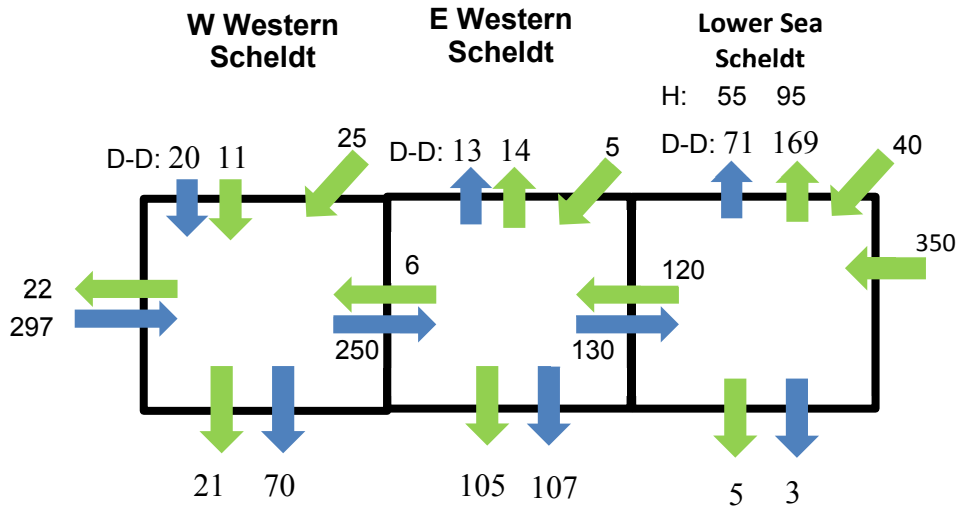 W Western
Scheldt
E Western
Scheldt
Lower Sea
Scheldt
H: 55 95
D-D: 20 11
25
D-D: 13 14
5
D-D: 71 169
40
22
297
6
250
120
130
350
21 70
105 107
5 3